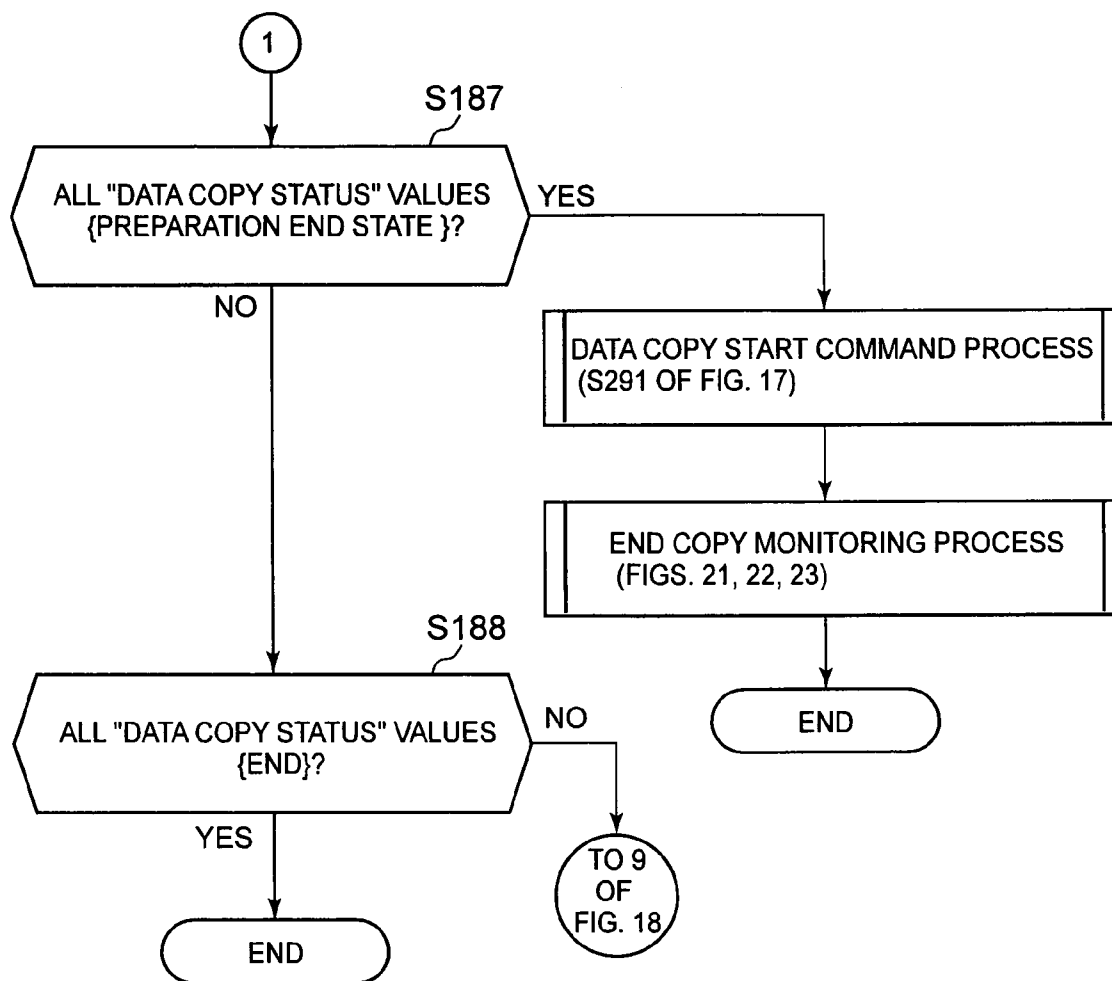 1
S187
ALL "DATA COPY STATUS" VALUES
{PREPARATION END STATE }?
YES
NO
DATA COPY START COMMAND PROCESS
(S291 OF FIG. 17)
END COPY MONITORING PROCESS
(FIGS. 21, 22, 23)
END
S188
ALL "DATA COPY STATUS" VALUES
{END}?
NO
YES
TO 9
OF
FIG. 18
END